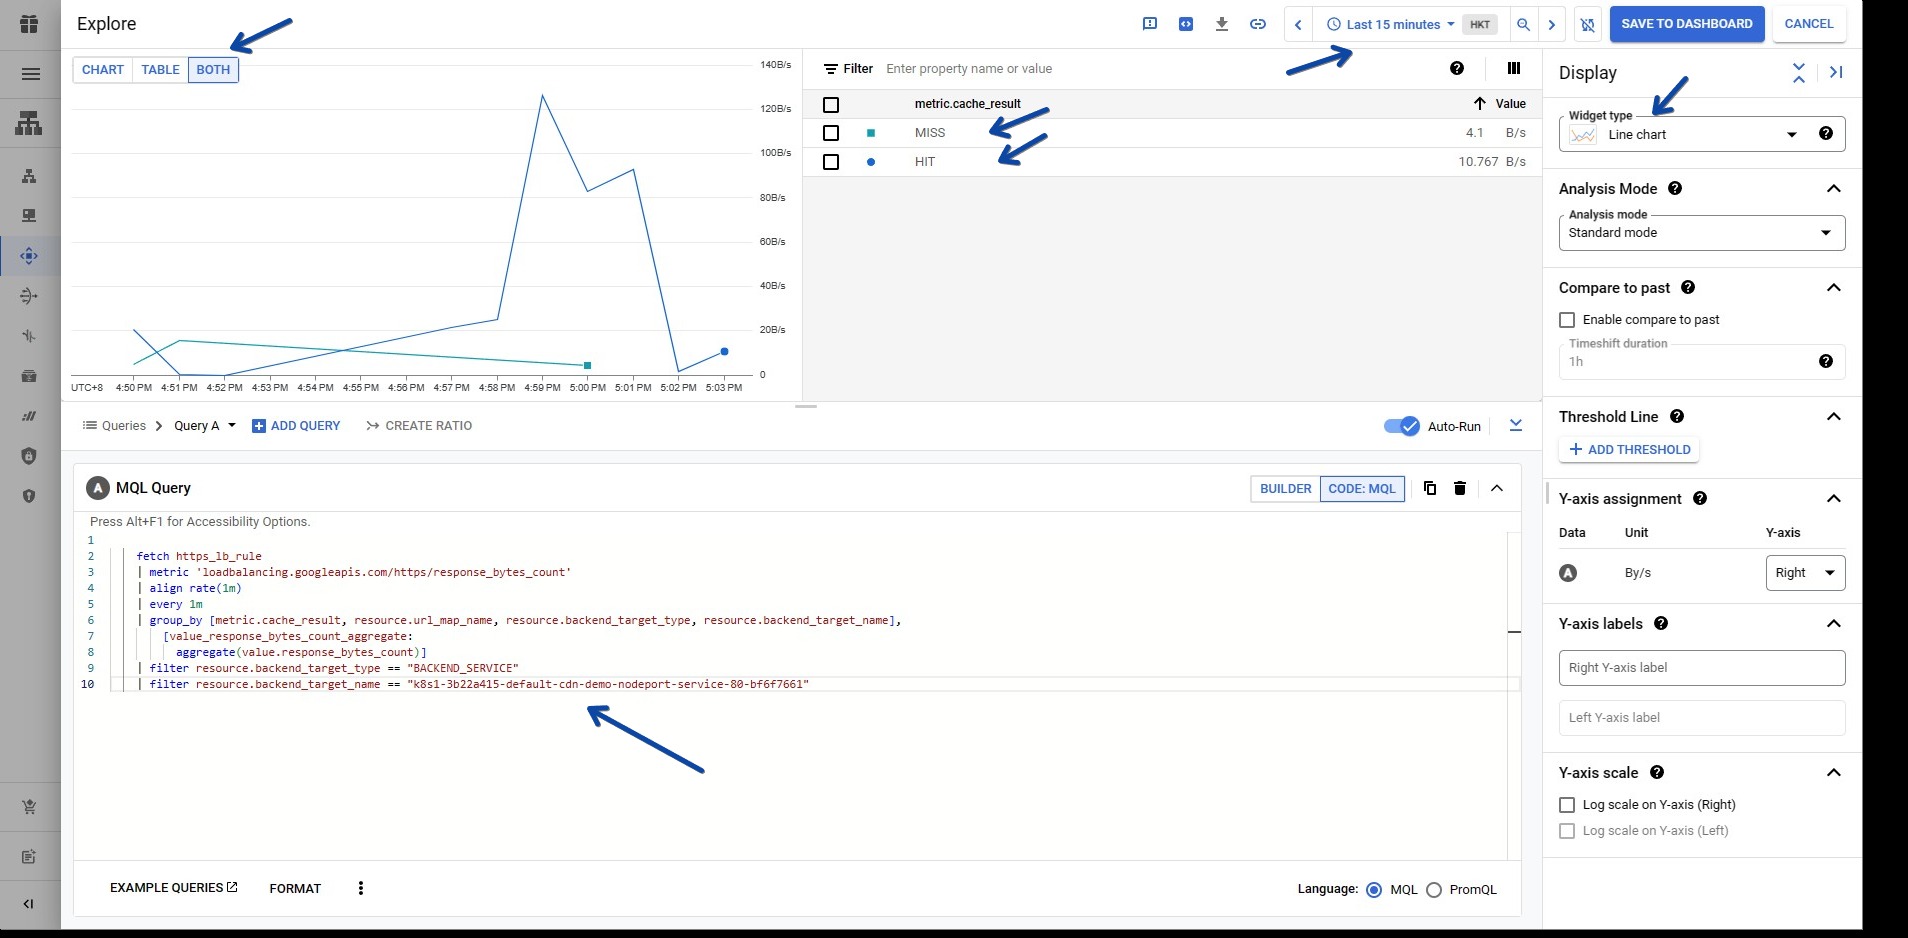 Explore
Last 15 minutes HKT
SAVE TO DASHBOARD
CANCEL
CHART TABLE BOTH
140B/s
120B/s
100B/s
80B/s
60B/s
40B/s
20B/s
0
UTC+8 4:50 PM 4:51 PM 4:52 PM 4:53 PM 4:54 PM 4:55 PM 4:56 PM 4:57 PM 4:58 PM 4:59 PM 5:00 PM 5:01 PM 5:02 PM 5:03 PM
Filter Enter property name or value
metric.cache_result Value
MISS 4.1 B/s
HIT 10.767 B/s
Queries Query A ADD QUERY CREATE RATIO
Auto-Run
A MQL Query
BUILDER CODE: MQL
Press Alt+F1 for Accessibility Options.
1
2 fetch https_lb_rule
3 | metric 'loadbalancing.googleapis.com/https/response_bytes_count'
4 | align rate(1m)
5 | every 1m
6 | group_by [metric.cache_result, resource.url_map_name, resource.backend_target_type, resource.backend_target_name],
7 [value_response_bytes_count_aggregate:
8 aggregate(value.response_bytes_count)]
9 | filter resource.backend_target_type == "BACKEND_SERVICE"
10 | filter resource.backend_target_name == "k8s1-3b22a415-default-cdn-demo-nodeport-service-80-bf6f7661"
EXAMPLE QUERIES FORMAT
Language: MQL PromQL
Display
Widget type
Line chart
Analysis Mode
Analysis mode
Standard mode
Compare to past
Enable compare to past
Timeshift duration
1h
Threshold Line
ADD THRESHOLD
Y-axis assignment
Data Unit Y-axis
A By/s Right
Y-axis labels
Right Y-axis label
Left Y-axis label
Y-axis scale
Log scale on Y-axis (Right)
Log scale on Y-axis (Left)